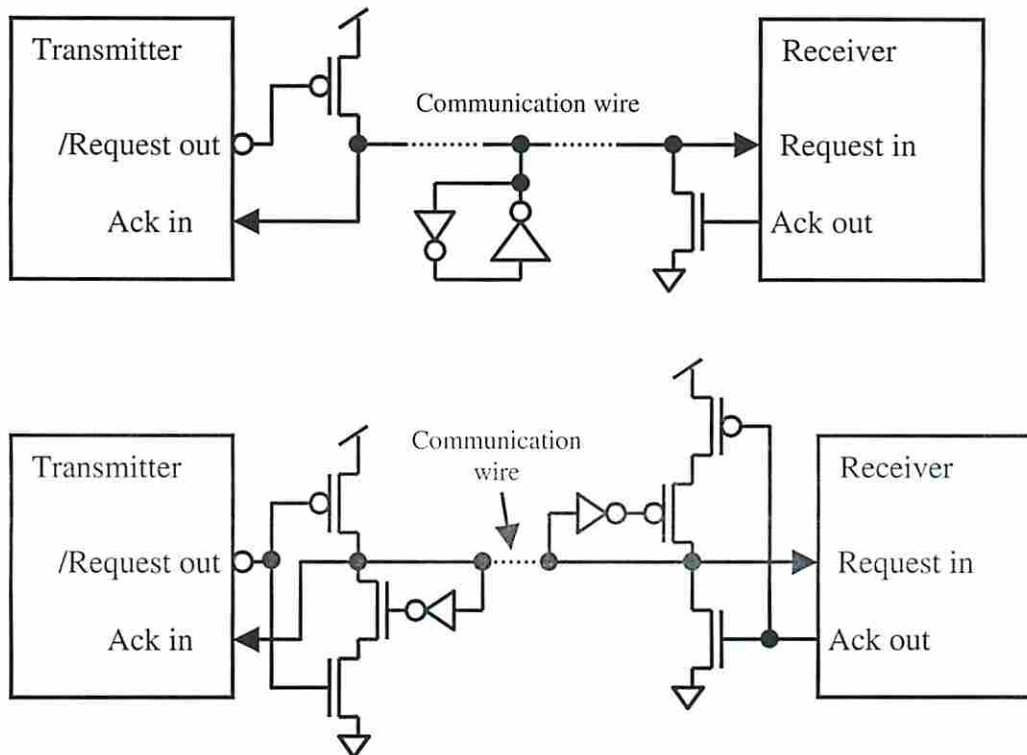 Transmitter
Receiver
Communication wire
/Request out
Request in
Ack in
Ack out
Communication
wire
Transmitter
Receiver
/Request out
Request in
Ack in
Ack out